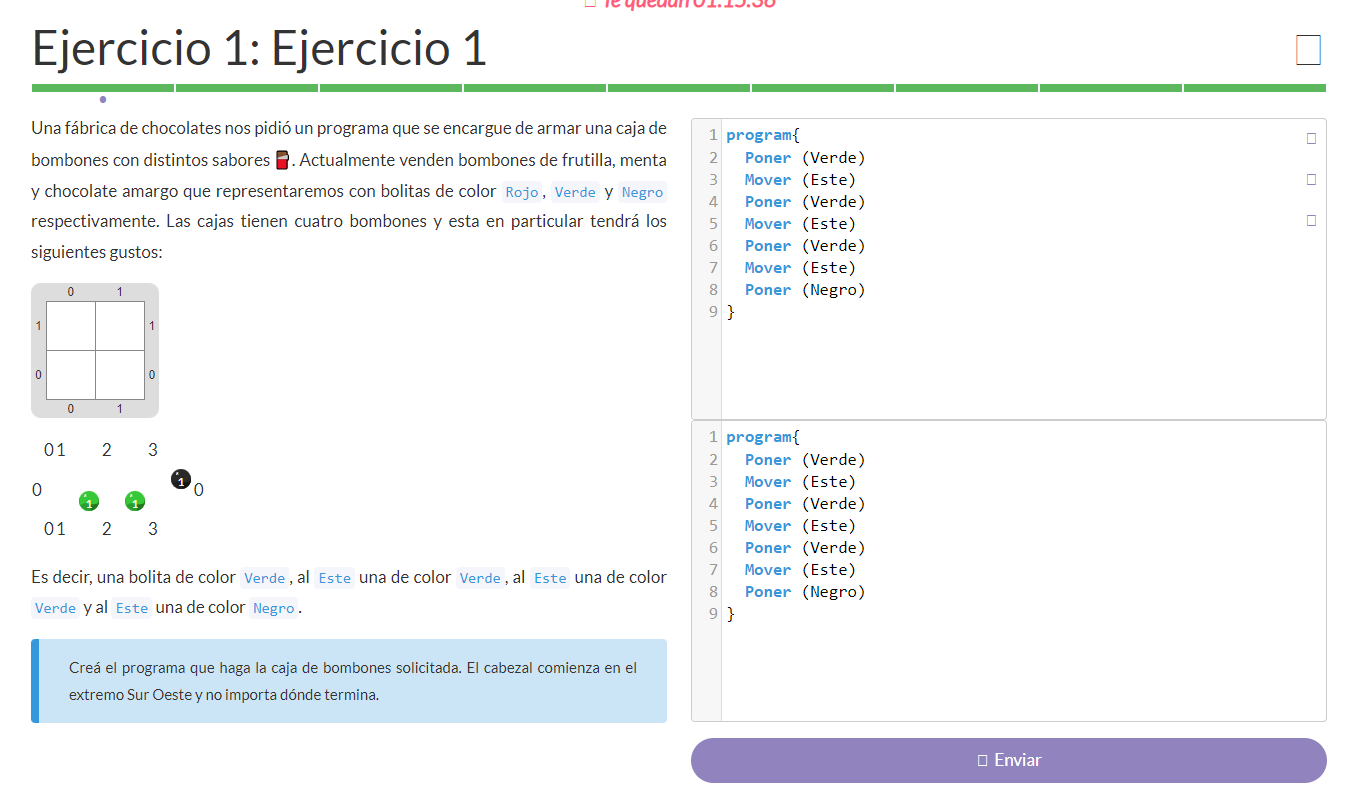 Te quedan 01:15:36
Ejercicio 1: Ejercicio 1
Una fábrica de chocolates nos pidió un programa que se encargue de armar una caja de
bombones con distintos sabores . Actualmente venden bombones de frutilla, menta
y chocolate amargo que representaremos con bolitas de color Rojo, Verde y Negro
respectivamente. Las cajas tienen cuatro bombones y esta en particular tendrá los
siguientes gustos:
0 1
1 1
0 0
0 1
0 1 2 3
0 1 1 1 0
0 1 2 3
Es decir, una bolita de color Verde, al Este una de color Verde, al Este una de color
Verde y al Este una de color Negro.
Creá el programa que haga la caja de bombones solicitada. El cabezal comienza en el
extremo Sur Oeste y no importa dónde termina.
1 program{
2 Poner (Verde)
3 Mover (Este)
4 Poner (Verde)
5 Mover (Este)
6 Poner (Verde)
7 Mover (Este)
8 Poner (Negro)
9 }
1 program{
2 Poner (Verde)
3 Mover (Este)
4 Poner (Verde)
5 Mover (Este)
6 Poner (Verde)
7 Mover (Este)
8 Poner (Negro)
9 }
Enviar